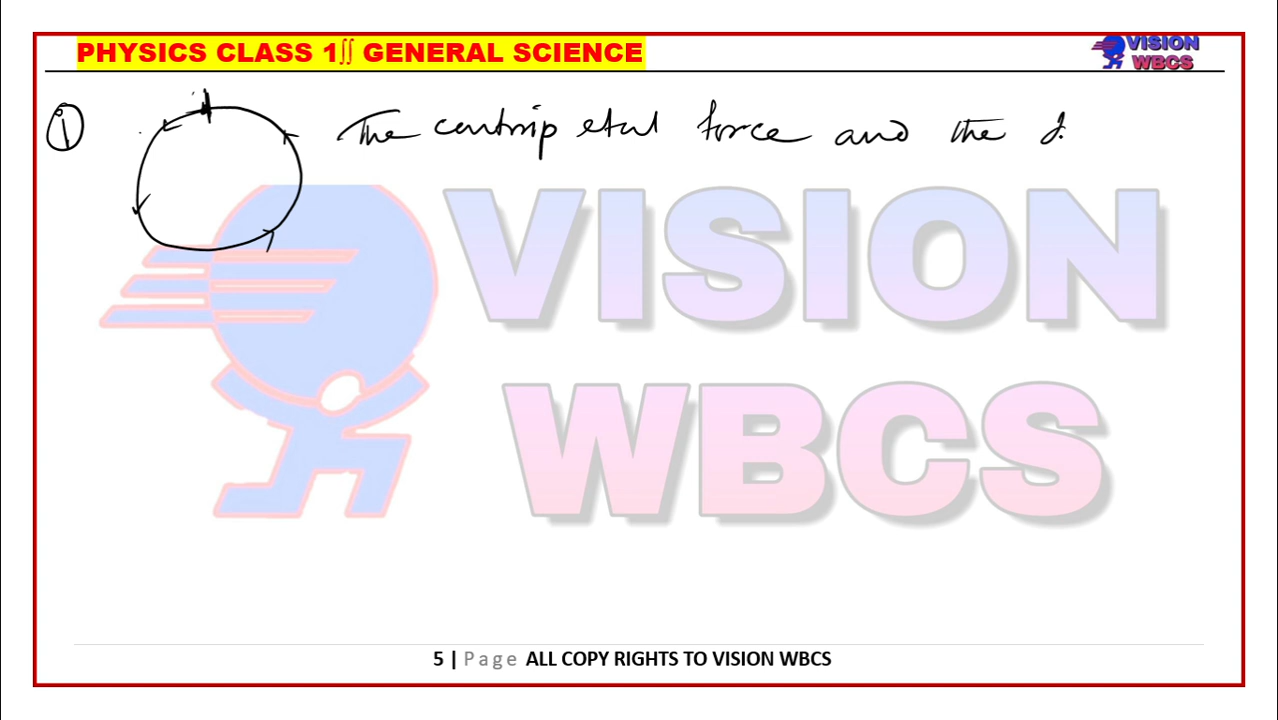 PHYSICS CLASS 1∬ GENERAL SCIENCE
VISION
WBCS
① The centripetal force and the d.
VISION
WBCS
5 | Page ALL COPY RIGHTS TO VISION WBCS